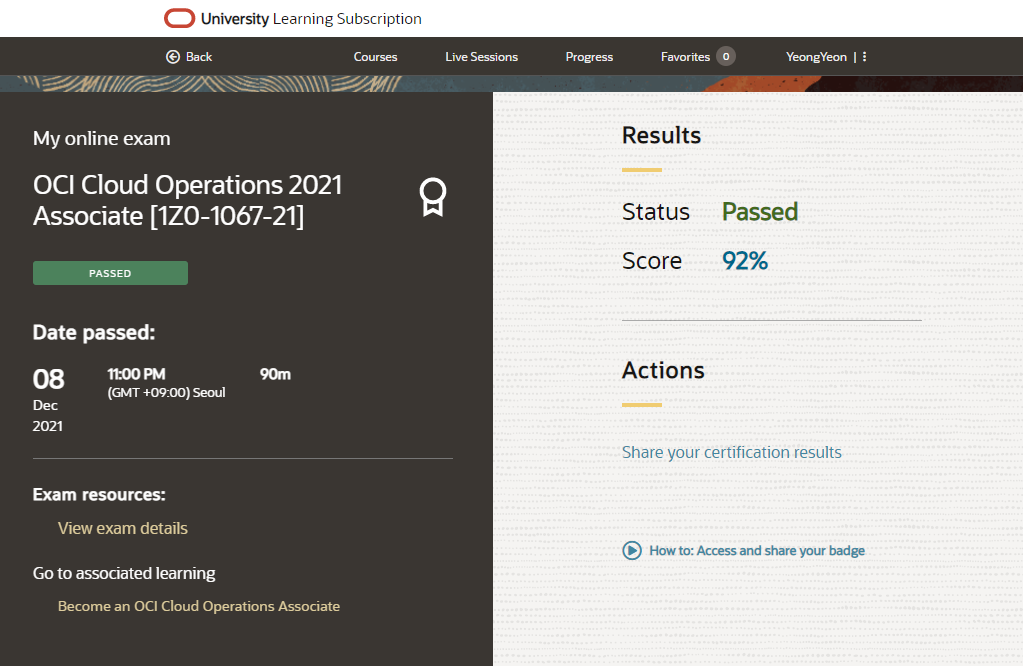 University Learning Subscription
Back
Courses
Live Sessions
Progress
Favorites 0
YeongYeon |
My online exam
OCI Cloud Operations 2021
Associate [1Z0-1067-21]
PASSED
Date passed:
08
Dec
2021
11:00 PM
(GMT +09:00) Seoul
90m
Exam resources:
View exam details
Go to associated learning
Become an OCI Cloud Operations Associate
Results
Status Passed
Score 92%
Actions
Share your certification results
How to: Access and share your badge